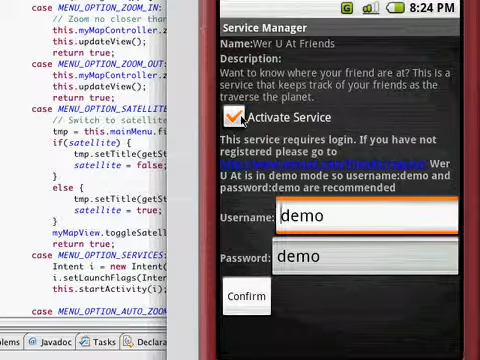 case MENU_OPTION_ZOOM_IN:
// Zoom no closer than
this.myMapController.z
this.updateView();
return true;
case MENU_OPTION_ZOOM_OUT:
this.myMapController.z
this.updateView();
return true;
case MENU_OPTION_SATELLITE
// Switch to satellite
tmp = this.mainMenu.fi
if(satellite) {
tmp.setTitle(getSt
satellite = false;
}
else {
tmp.setTitle(getSt
satellite = true;
}
myMapView.toggleSatell
return true;
case MENU_OPTION_SERVICES:
Intent i = new Intent(
i.setLaunchFlags(Inten
this.startActivity(i);
case MENU_OPTION_AUTO_ZOOM
blems @ Javadoc Tasks Declara
G 8:24 PM
Service Manager
Name:Wer U At Friends
Description:
Want to know where your friend are at? This is a
service that keeps track of your friends as the
traverse the planet.
Activate Service
This service requires login. If you have not
registered please go to
Wer
U At is in demo mode so username:demo and
password:demo are recommended
Username: demo
Password: demo
Confirm